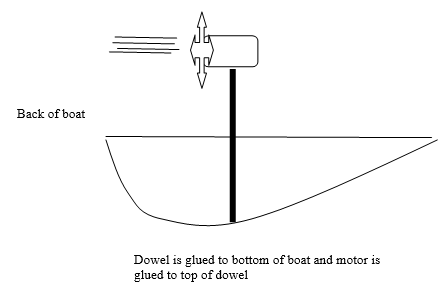 Back of boat
Dowel is glued to bottom of boat and motor is
glued to top of dowel